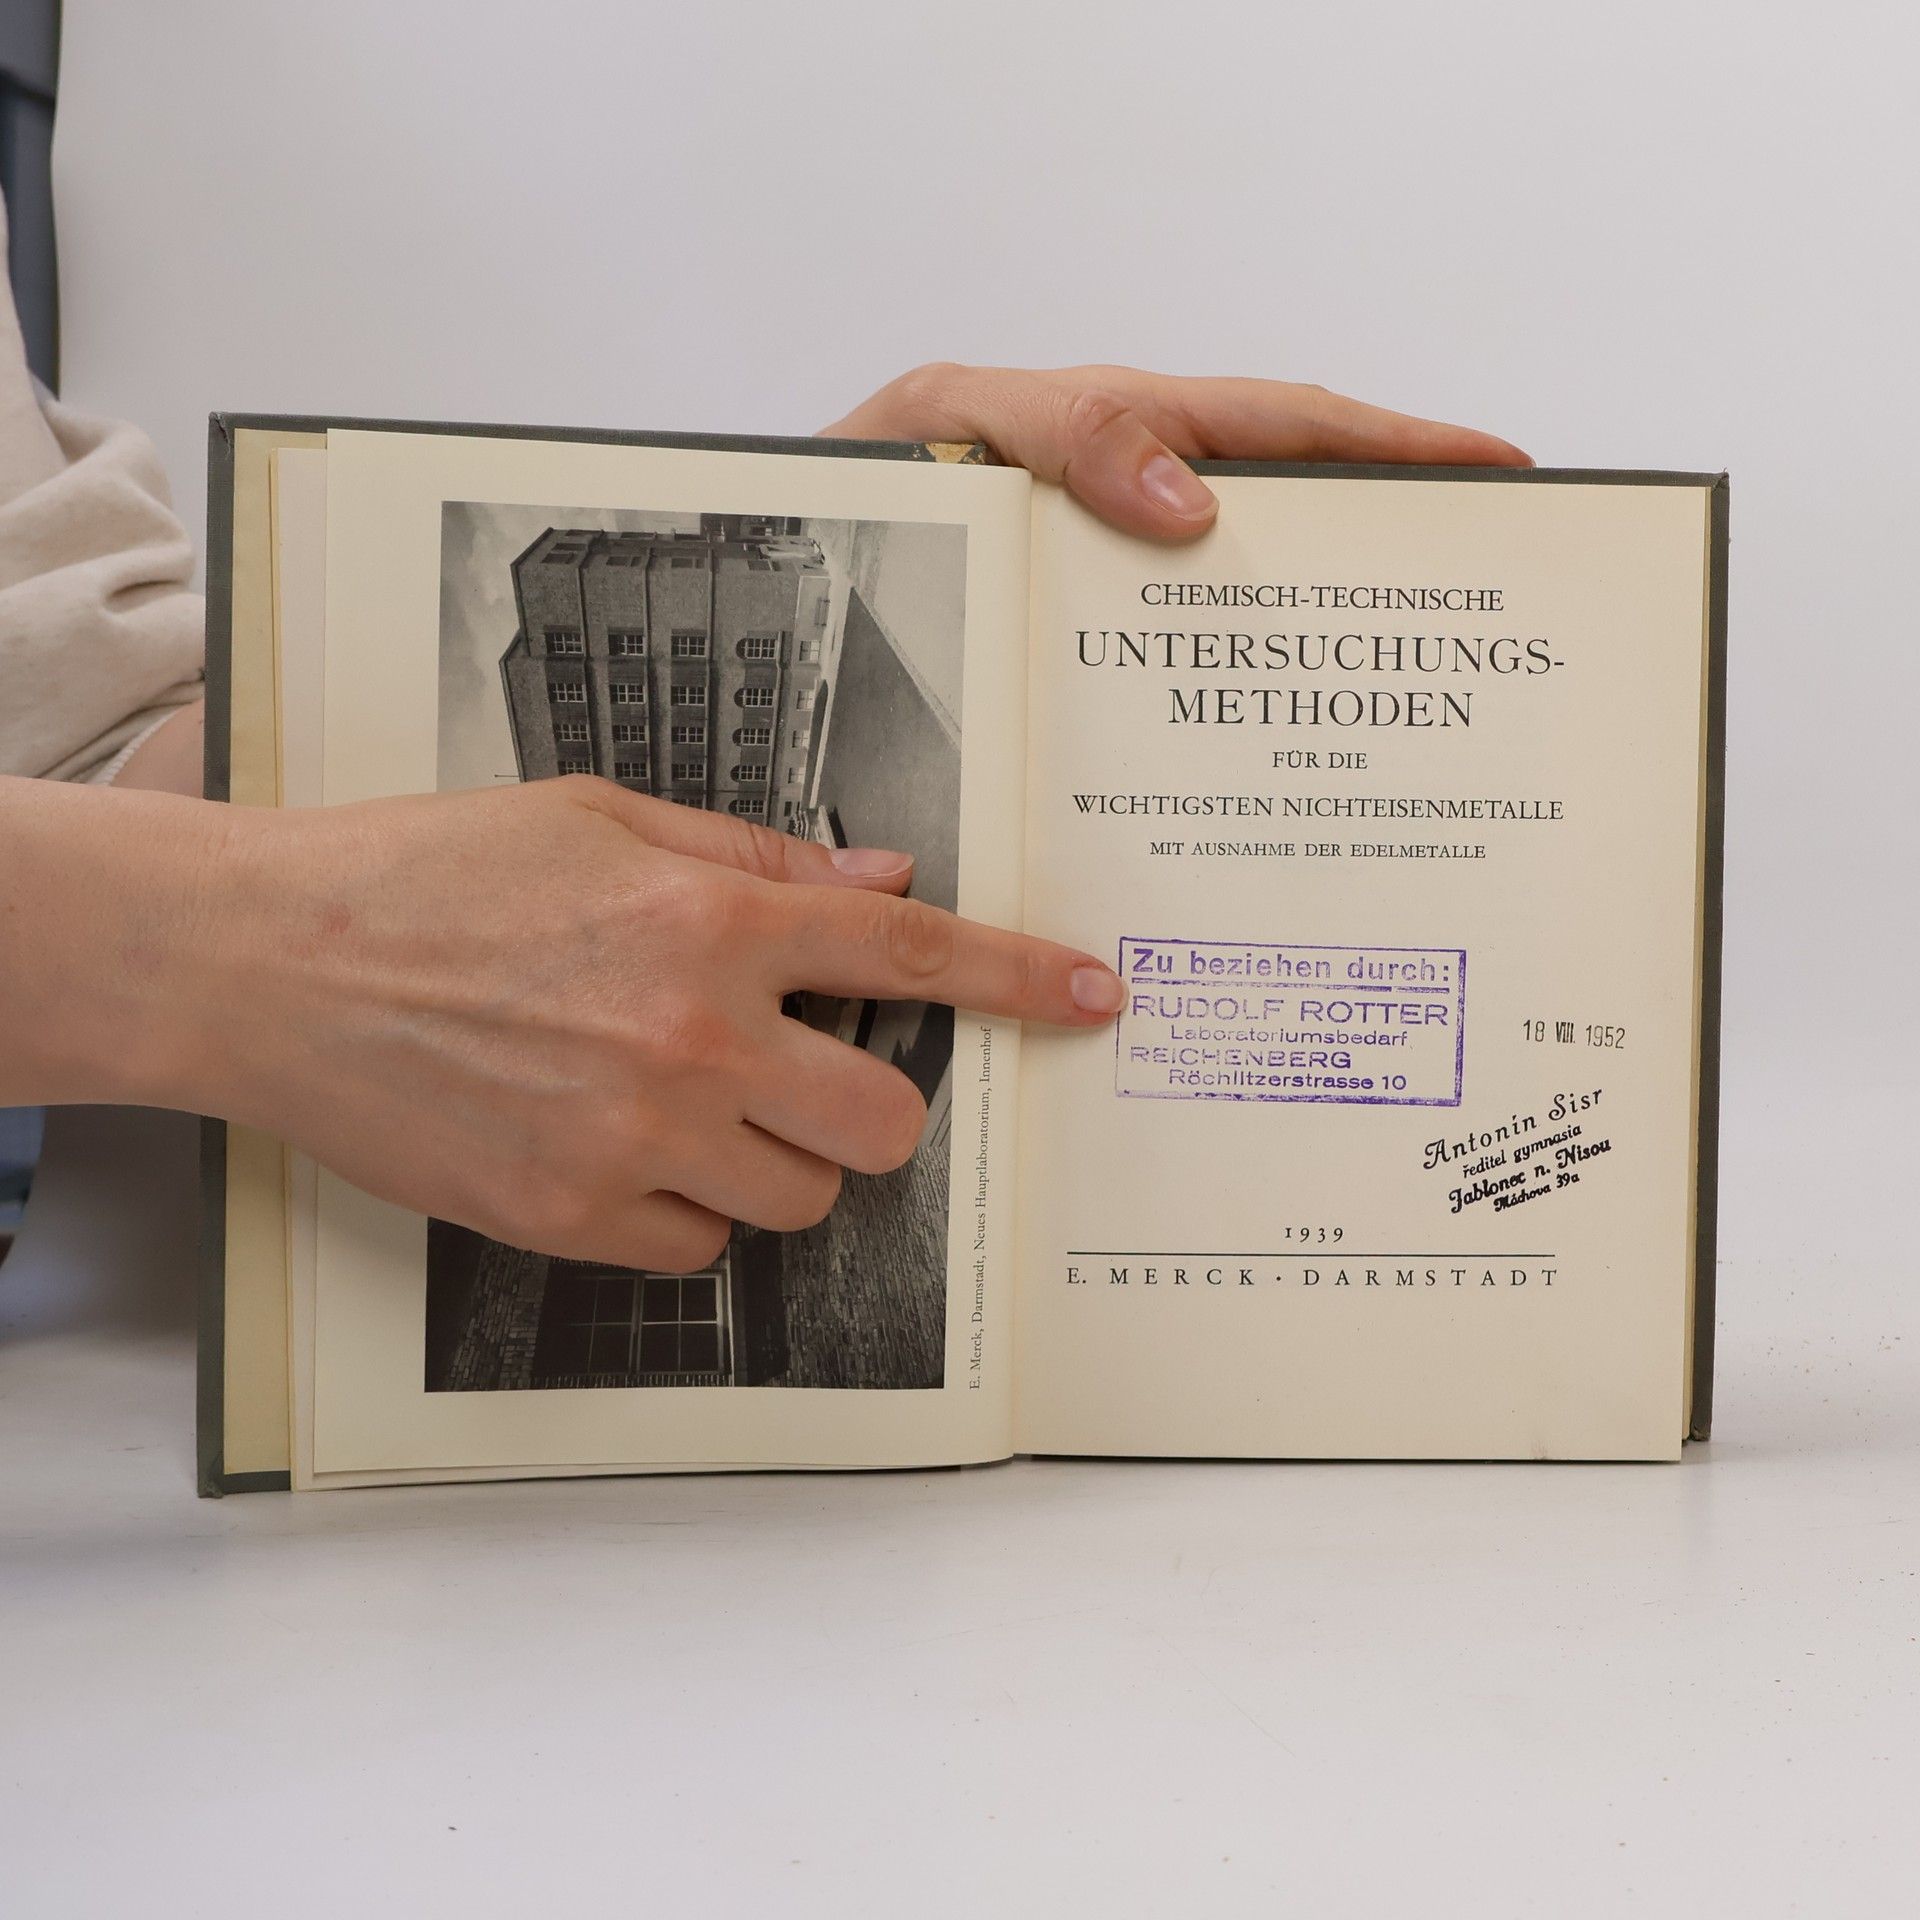 E. Merck, Darmstadt, Neues Hauptlaboratorium, Innenhof
CHEMISCH-TECHNISCHE
UNTERSUCHUNGS-
METHODEN
FÜR DIE
WICHTIGSTEN NICHTEISENMETALLE
MIT AUSNAHME DER EDELMETALLE
Zu beziehen durch:
RUDOLF ROTTER
Laboratoriumsbedarf
REICHENBERG
Röchlitzerstrasse 10
18 VIII. 1952
Antonín Sisr
ředitel gymnasia
Jablonec n. Nisou
Máchova 39a
1939
E. MERCK · DARMSTADT